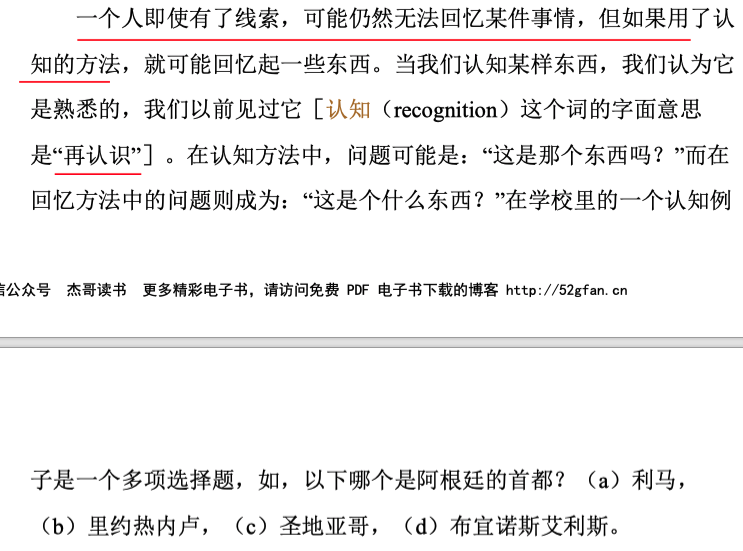 一个人即使有了线索，可能仍然无法回忆某件事情，但如果用了认
知的方法，就可能回忆起一些东西。当我们认知某样东西，我们认为它
是熟悉的，我们以前见过它［认知（recognition）这个词的字面意思
是“再认识”］。在认知方法中，问题可能是：“这是那个东西吗？”而在
回忆方法中的问题则成为：“这是个什么东西？”在学校里的一个认知例
信公众号 杰哥读书 更多精彩电子书，请访问免费 PDF 电子书下载的博客 http://52gfan.cn
子是一个多项选择题，如，以下哪个是阿根廷的首都？（a）利马，
（b）里约热内卢，（c）圣地亚哥，（d）布宜诺斯艾利斯。